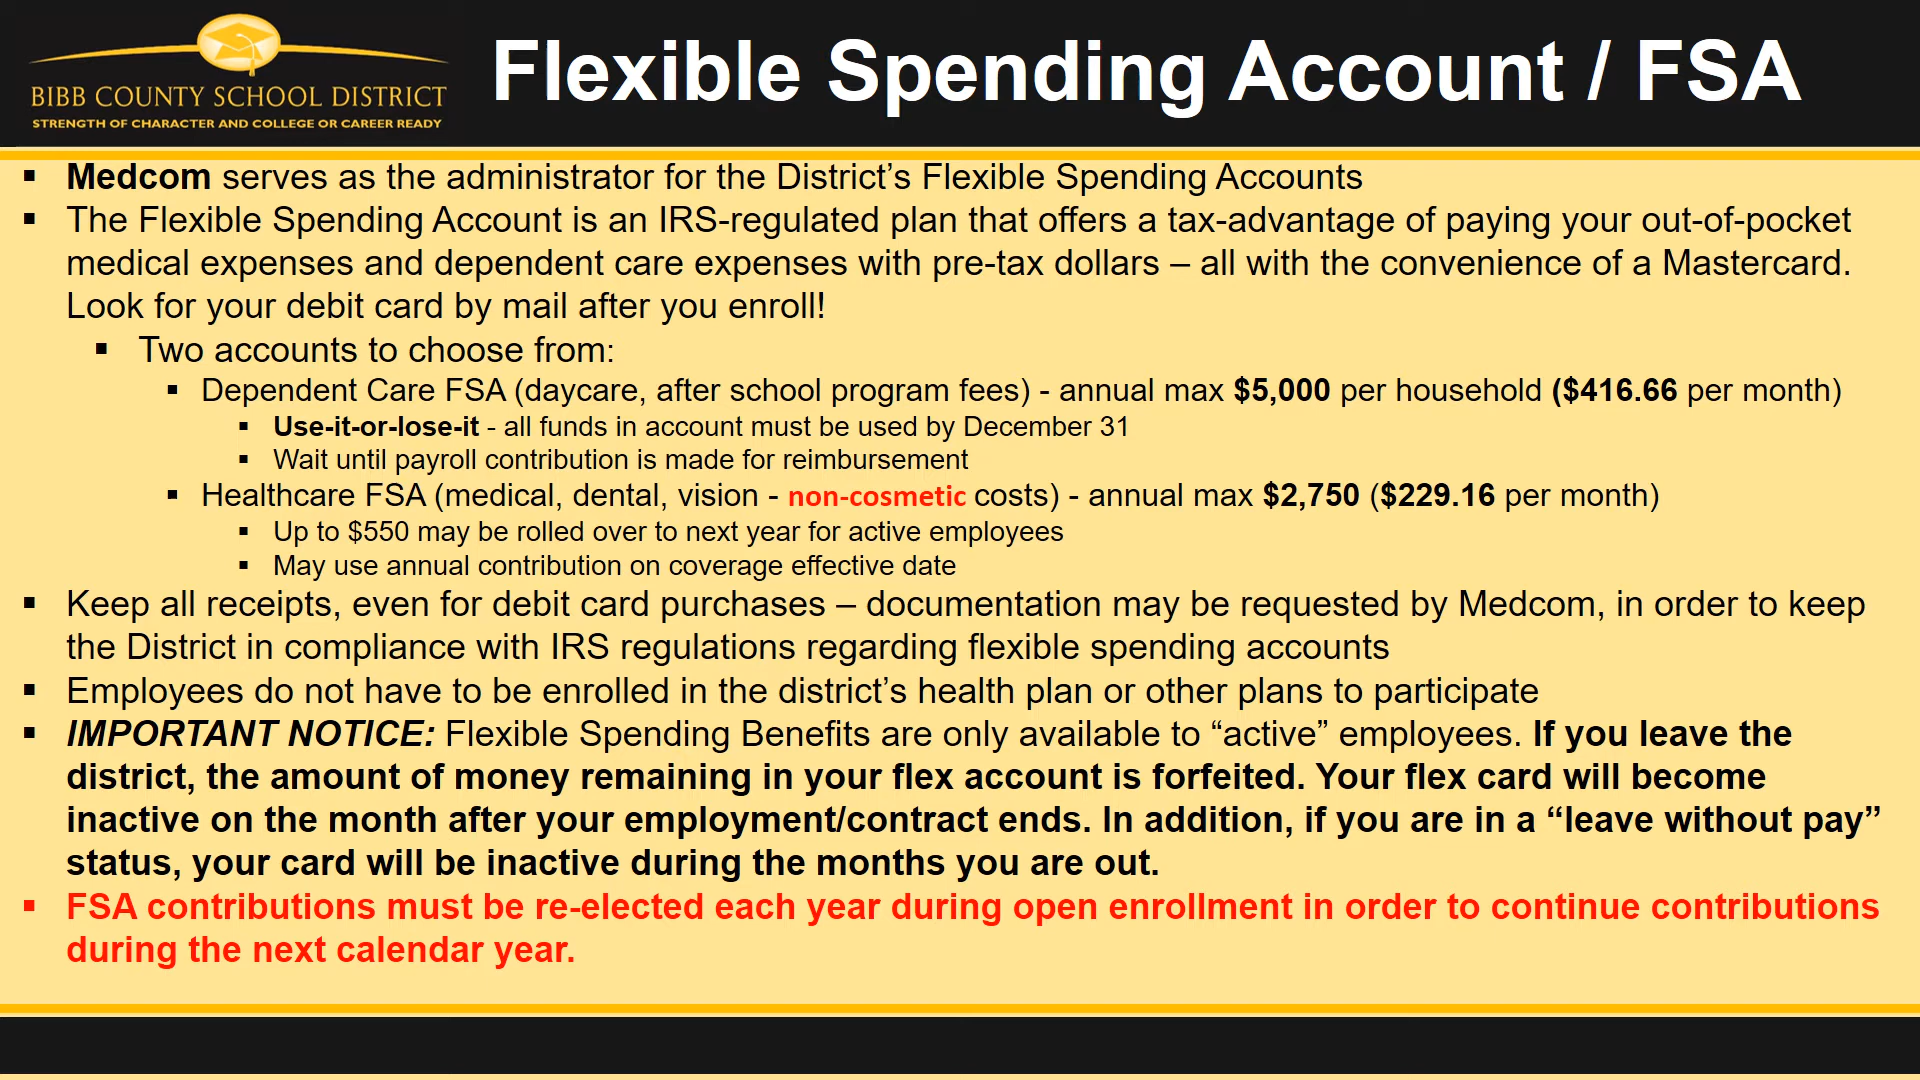 BIBB COUNTY SCHOOL DISTRICT
STRENGTH OF CHARACTER AND COLLEGE OR CAREER READY
Flexible Spending Account / FSA
▪ Medcom serves as the administrator for the District’s Flexible Spending Accounts
▪ The Flexible Spending Account is an IRS-regulated plan that offers a tax-advantage of paying your out-of-pocket
medical expenses and dependent care expenses with pre-tax dollars – all with the convenience of a Mastercard.
Look for your debit card by mail after you enroll!
▪ Two accounts to choose from:
▪ Dependent Care FSA (daycare, after school program fees) - annual max $5,000 per household ($416.66 per month)
▪ Use-it-or-lose-it - all funds in account must be used by December 31
▪ Wait until payroll contribution is made for reimbursement
▪ Healthcare FSA (medical, dental, vision - non-cosmetic costs) - annual max $2,750 ($229.16 per month)
▪ Up to $550 may be rolled over to next year for active employees
▪ May use annual contribution on coverage effective date
▪ Keep all receipts, even for debit card purchases – documentation may be requested by Medcom, in order to keep
the District in compliance with IRS regulations regarding flexible spending accounts
▪ Employees do not have to be enrolled in the district’s health plan or other plans to participate
▪ IMPORTANT NOTICE: Flexible Spending Benefits are only available to “active” employees. If you leave the
district, the amount of money remaining in your flex account is forfeited. Your flex card will become
inactive on the month after your employment/contract ends. In addition, if you are in a “leave without pay”
status, your card will be inactive during the months you are out.
▪ FSA contributions must be re-elected each year during open enrollment in order to continue contributions
during the next calendar year.